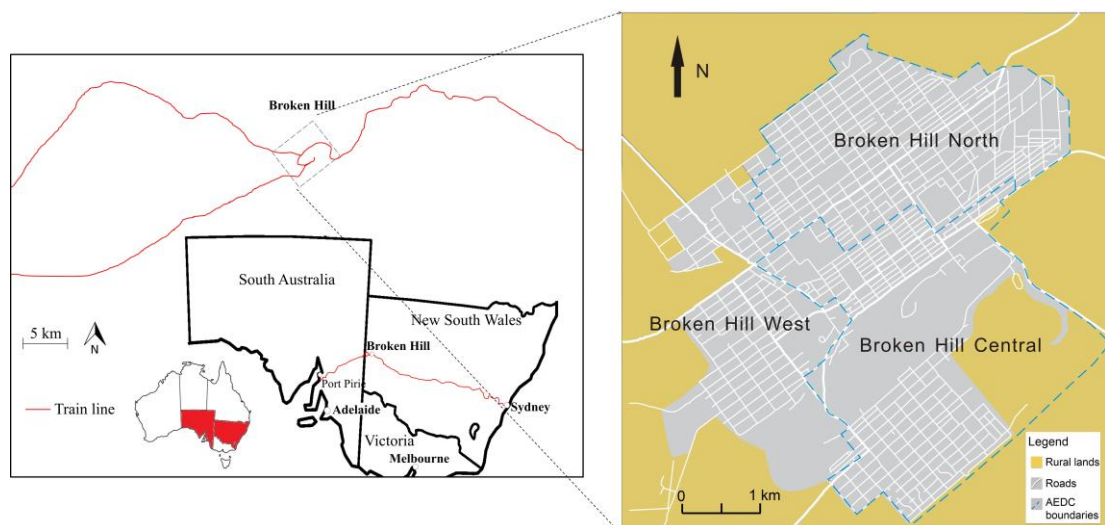 Broken Hill
South Australia
New South Wales
5 km
N
Broken Hill
Port Pirie
Train line
Adelaide
Sydney
Victoria
Melbourne
N
Broken Hill North
Broken Hill West
Broken Hill Central
0 1 km
Legend
Rural lands
Roads
AEDC
boundaries